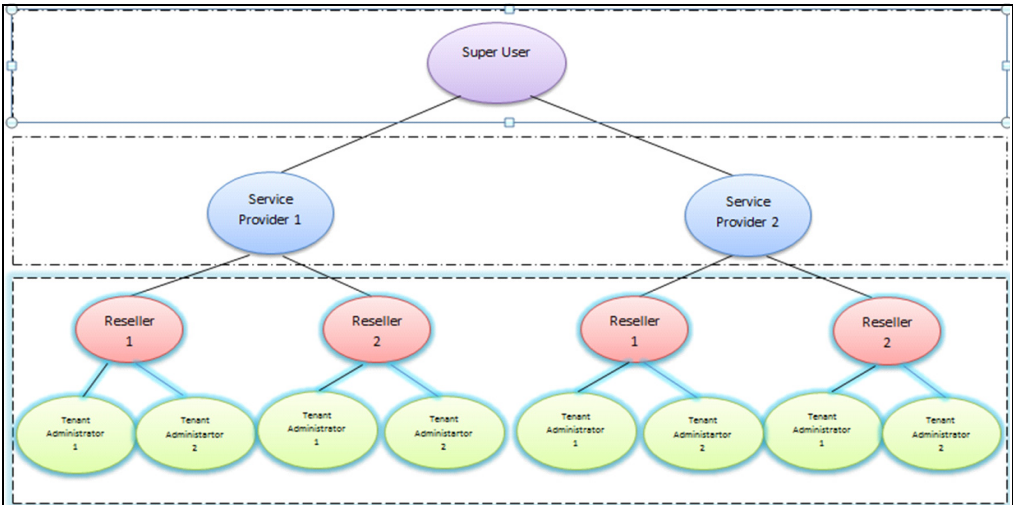 Super User
Service
Provider 1
Service
Provider 2
Reseller
1
Reseller
2
Reseller
1
Reseller
2
Tenant
Administrator
1
Tenant
Administartor
2
Tenant
Administrator
1
Tenant
Administartor
2
Tenant
Administrator
1
Tenant
Administartor
2
Tenant
Administrator
1
Tenant
Administrator
2